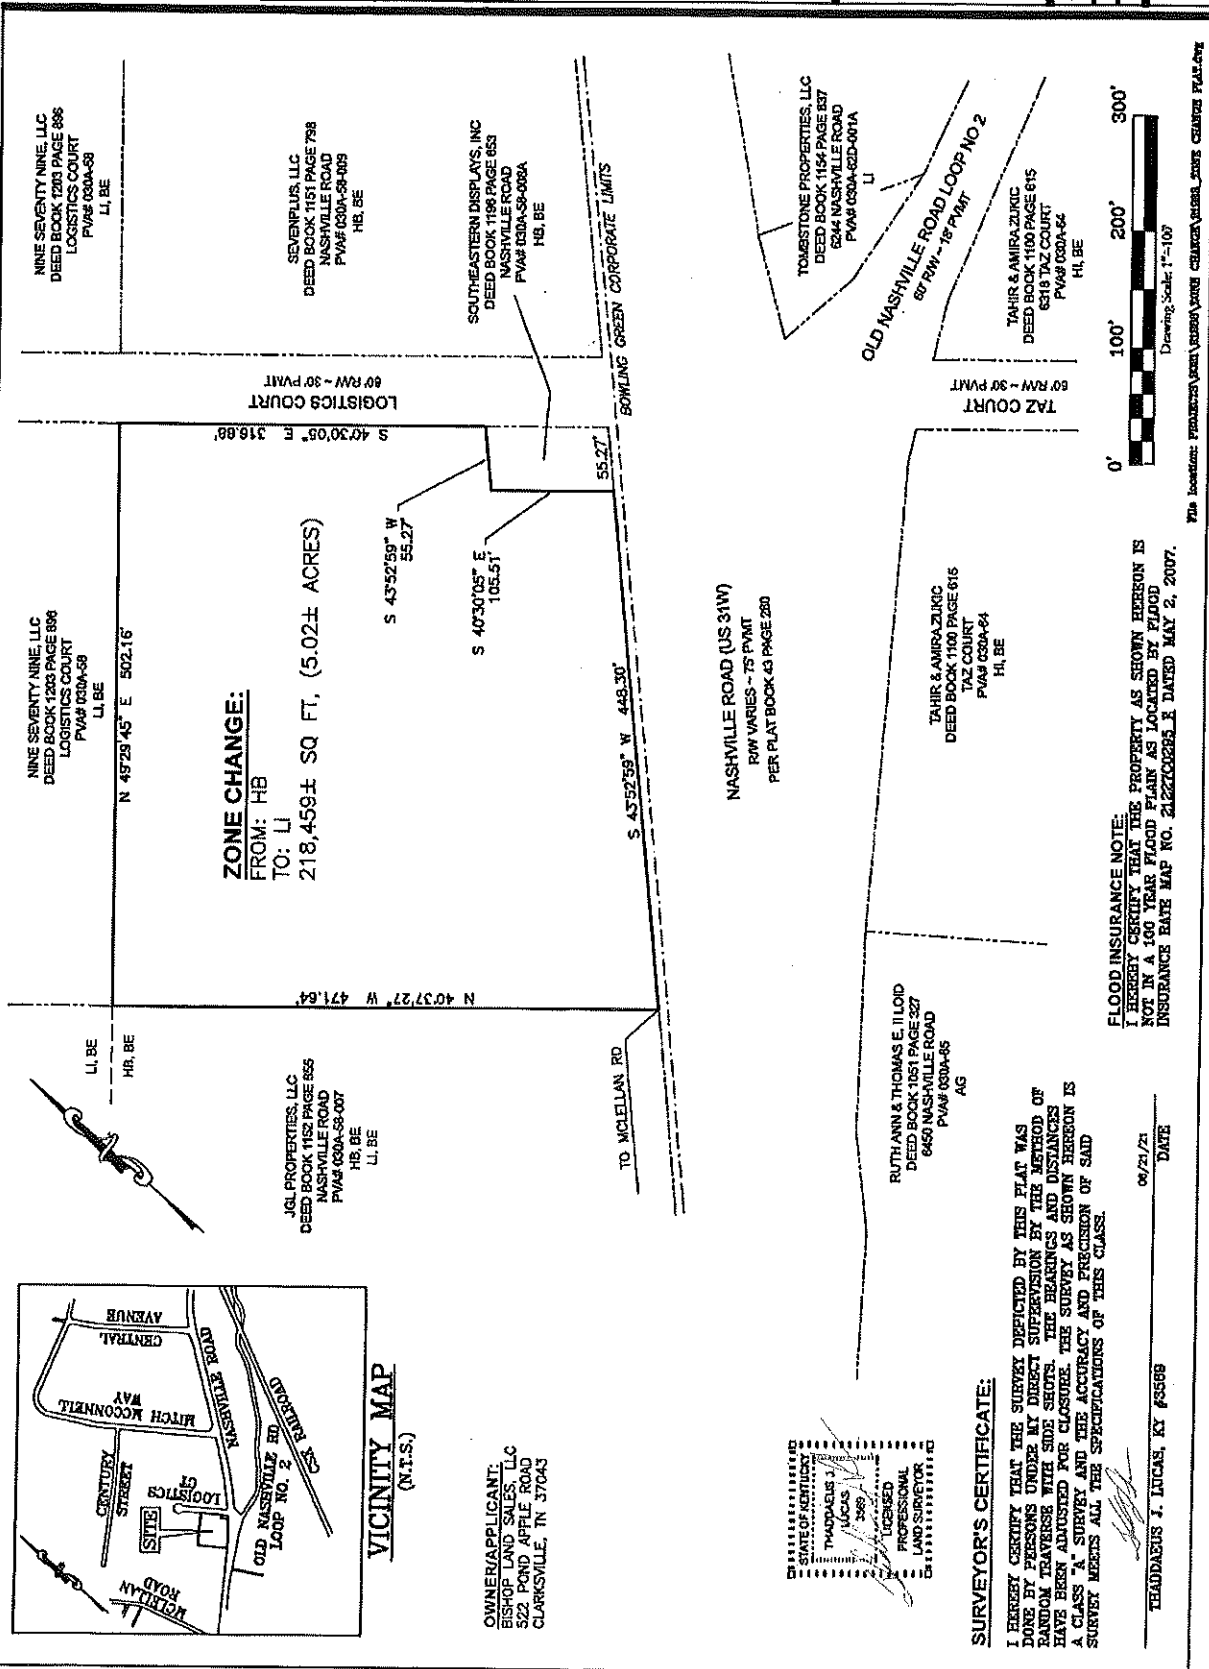 NINE SEVENTY NINE, LLC
DEED BOOK 1203 PAGE 896
LOGISTICS COURT
PVA# 030A-58
LI, BE
NINE SEVENTY NINE, LLC
DEED BOOK 1203 PAGE 896
LOGISTICS COURT
PVA# 030A-58
LI, BE
SEVENPLUS, LLC
DEED BOOK 1151 PAGE 798
NASHVILLE ROAD
PVA# 030A-58-009
HB, BE
SOUTHEASTERN DISPLAYS, INC
DEED BOOK 1196 PAGE 653
NASHVILLE ROAD
PVA# 030A-58-008A
HB, BE
LOGISTICS COURT
60' R/W ~ 30' PVMT
BOWLING GREEN CORPORATE LIMITS
TOMBSTONE PROPERTIES, LLC
DEED BOOK 1154 PAGE 837
6244 NASHVILLE ROAD
PVA# 030A-62D-001A
LI
OLD NASHVILLE ROAD LOOP NO 2
60' R/W ~ 18' PVMT
TAHIR & AMIRA ZUKIC
DEED BOOK 1100 PAGE 615
6318 TAZ COURT
PVA# 030A-64
HI, BE
TAZ COURT
60' R/W ~ 30' PVMT
N 49°29'45" E 502.16'
S 40°30'05" E 316.68'
S 43°52'59" W
55.27'
S 40°30'05" E
105.51'
55.27'
S 43°52'59" W 448.30'
N 40°37'27" W 471.64'
ZONE CHANGE:
FROM: HB
TO: LI
218,459± SQ FT, (5.02± ACRES)
LI, BE
HB, BE
JGL PROPERTIES, LLC
DEED BOOK 1152 PAGE 855
NASHVILLE ROAD
PVA# 030A-58-007
HB, BE
LI, BE
TO MCLELLAN RD
NASHVILLE ROAD (US 31W)
R/W VARIES ~ 75' PVMT
PER PLAT BOOK 43 PAGE 280
TAHIR & AMIRA ZUKIC
DEED BOOK 1100 PAGE 615
TAZ COURT
PVA# 030A-64
HI, BE
RUTH ANN & THOMAS E. II LOID
DEED BOOK 1051 PAGE 327
6450 NASHVILLE ROAD
PVA# 030A-65
AG
MCLELLAN
ROAD
CENTURY
STREET
SITE
LOGISTICS
CT
MITCH MCCONNELL
WAY
CENTRAL
AVENUE
NASHVILLE ROAD
OLD NASHVILLE RD
LOOP NO. 2
CSX RAILROAD
VICINITY MAP
(N.T.S.)
OWNER/APPLICANT:
BISHOP LAND SALES, LLC
522 POND APPLE ROAD
CLARKSVILLE, TN 37043
STATE OF KENTUCKY
THADDAEUS J.
LUCAS
3569
LICENSED
PROFESSIONAL
LAND SURVEYOR
SURVEYOR'S CERTIFICATE:
I HEREBY CERTIFY THAT THE SURVEY DEPICTED BY THIS PLAT WAS
DONE BY PERSONS UNDER MY DIRECT SUPERVISION BY THE METHOD OF
RANDOM TRAVERSE WITH SIDE SHOTS. THE BEARINGS AND DISTANCES
HAVE BEEN ADJUSTED FOR CLOSURE. THE SURVEY AS SHOWN HEREON IS
A CLASS "A" SURVEY AND THE ACCURACY AND PRECISION OF SAID
SURVEY MEETS ALL THE SPECIFICATIONS OF THIS CLASS.
06/21/21
THADDAEUS J. LUCAS, KY #3569 DATE
FLOOD INSURANCE NOTE:
I HEREBY CERTIFY THAT THE PROPERTY AS SHOWN HEREON IS
NOT IN A 100 YEAR FLOOD PLAIN AS LOCATED BY FLOOD
INSURANCE RATE MAP NO. 21227C0295 E DATED MAY 2, 2007.
0' 100' 200' 300'
Drawing Scale: 1"=100'
File location: